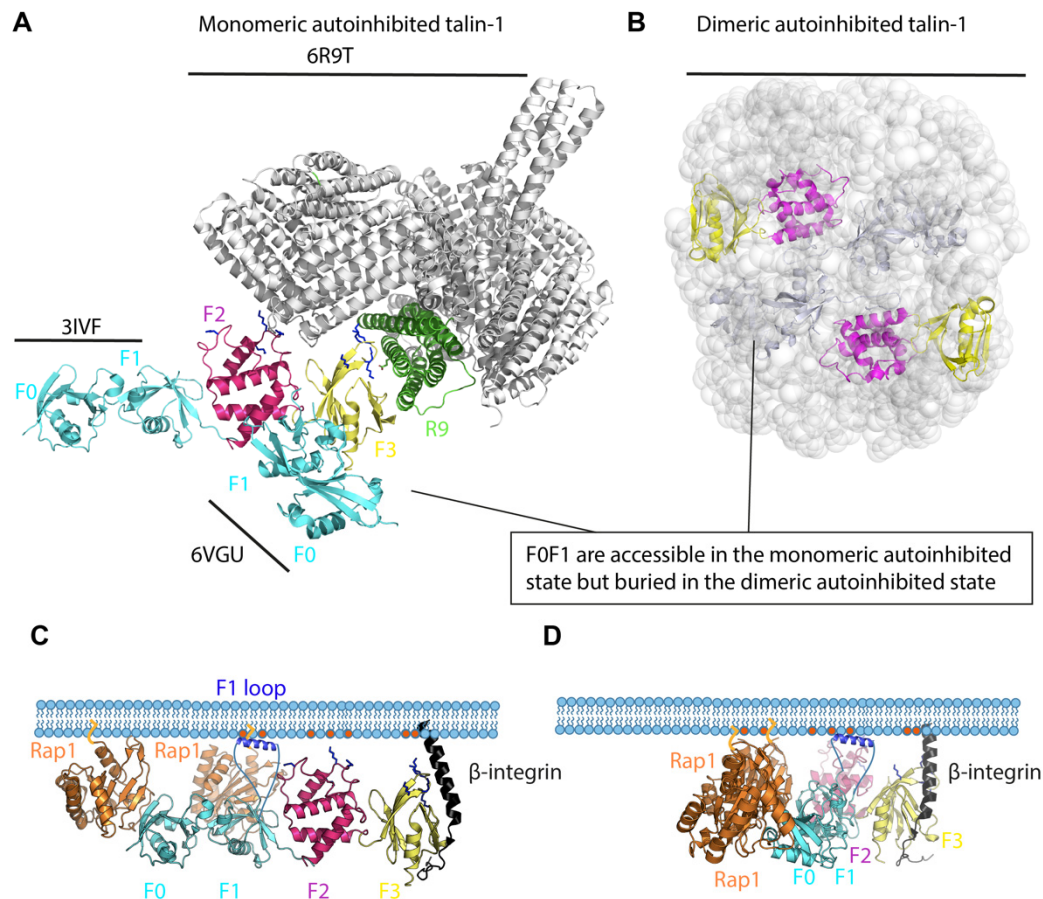 A
Monomeric autoinhibited talin-1
6R9T
B
Dimeric autoinhibited talin-1
3IVF
F0
F1
F2
F3
R9
F1
F0
6VGU
F0F1 are accessible in the monomeric autoinhibited
state but buried in the dimeric autoinhibited state
C
F1 loop
Rap1
Rap1
β-integrin
F0
F1
F2
F3
D
Rap1
β-integrin
Rap1
F0
F1
F2
F3